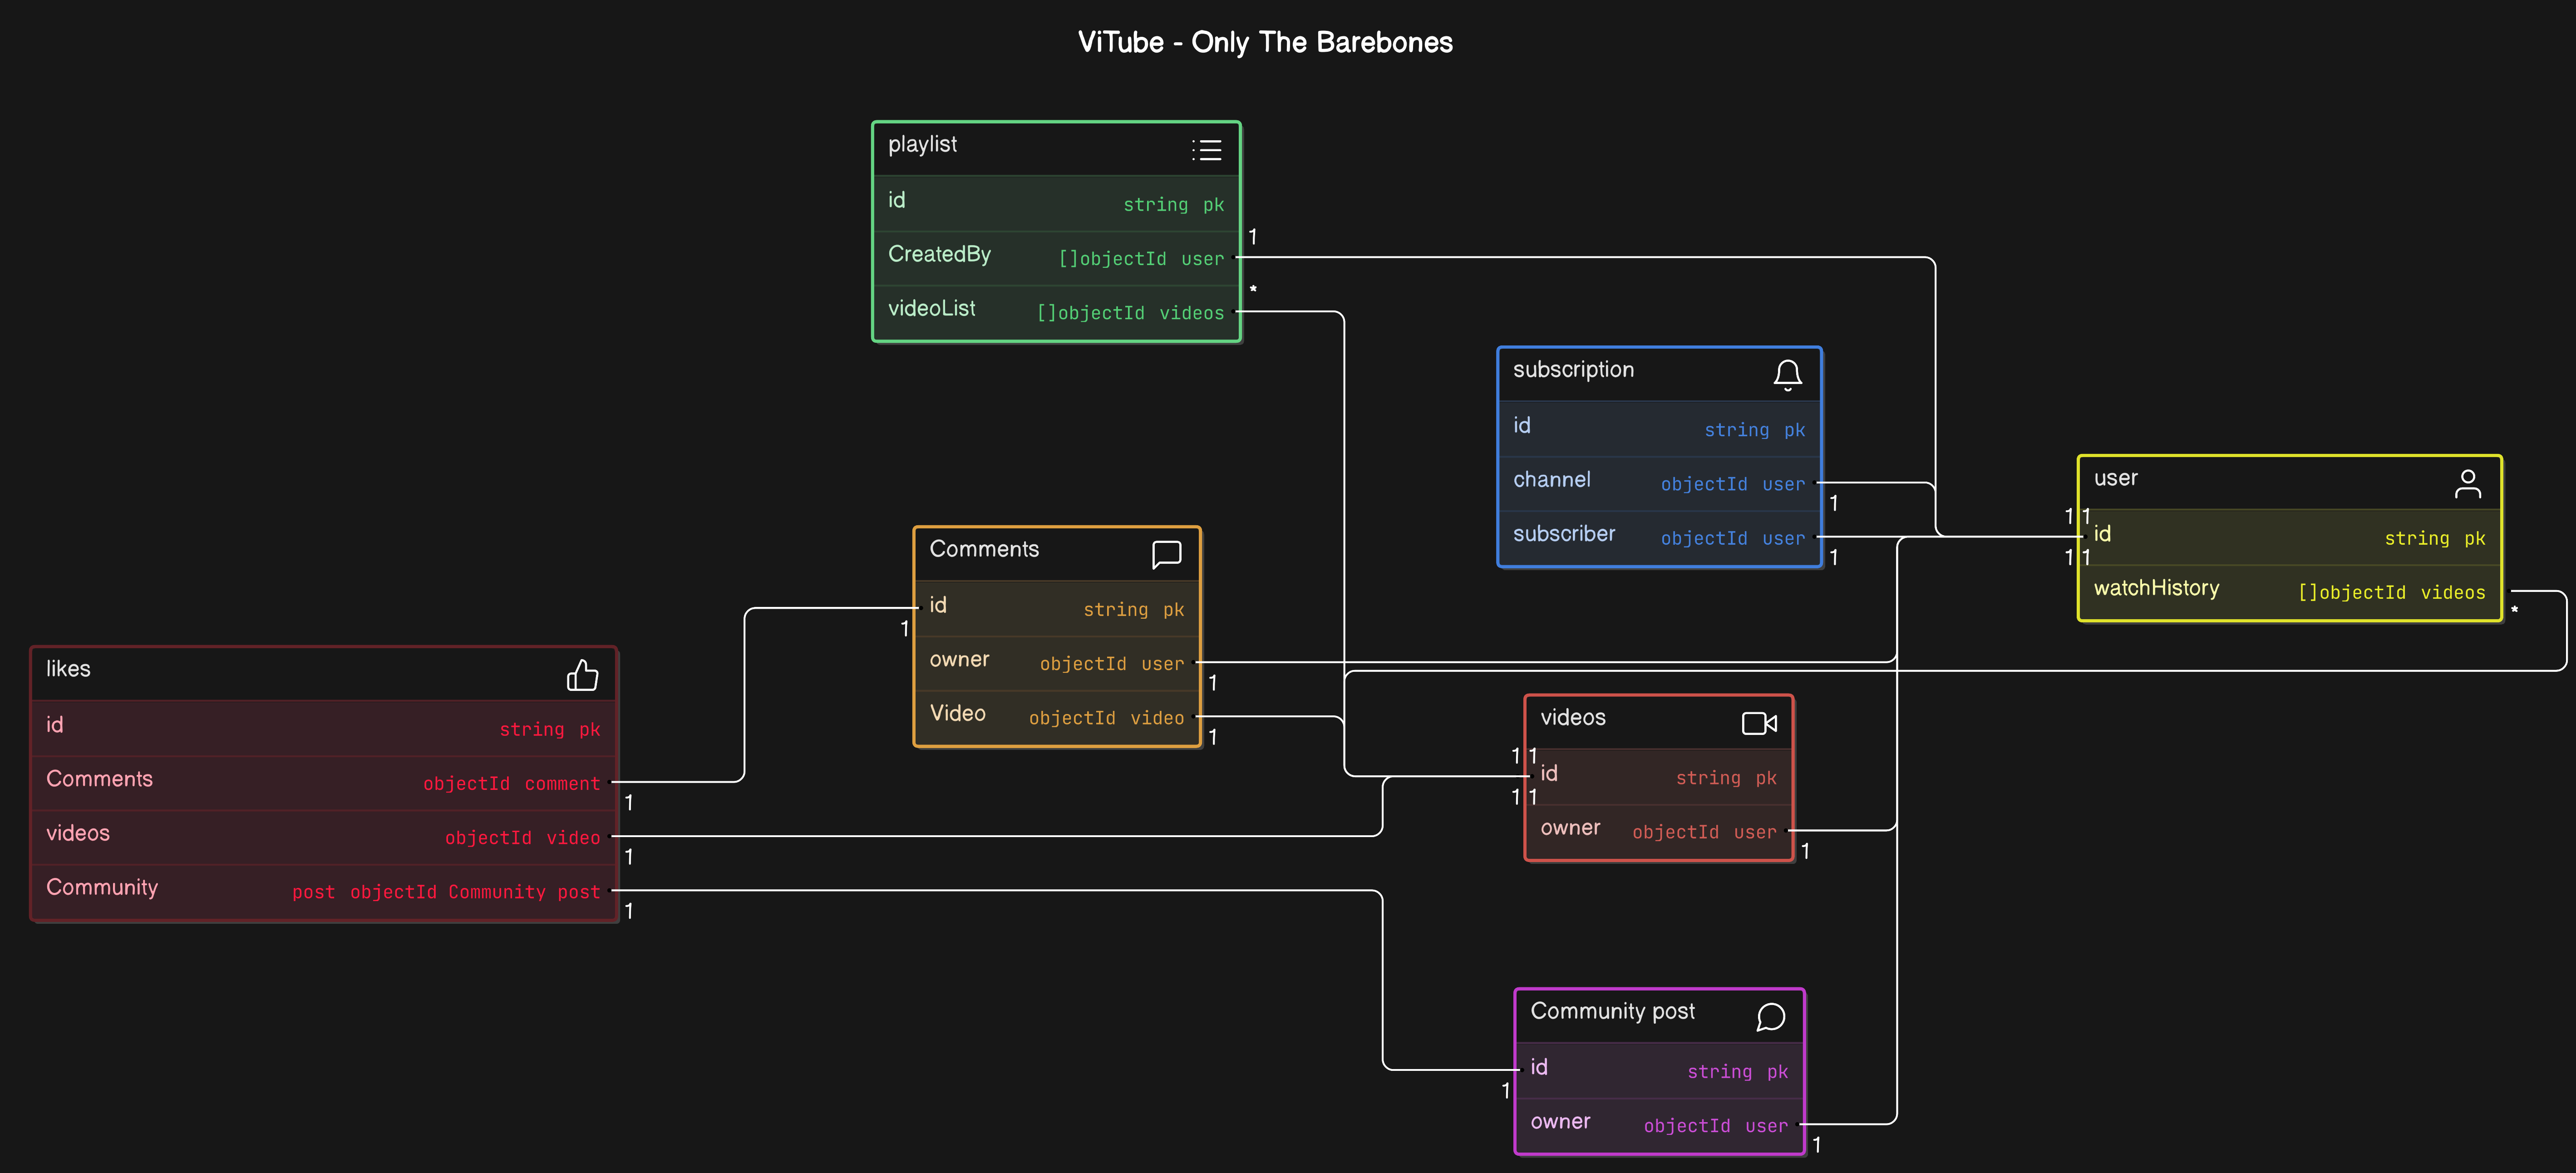 ViTube - Only The Barebones
playlist
id string pk
1
CreatedBy []objectId user
*
videoList []objectId videos
subscription
id string pk
channel objectId user
1
subscriber objectId user
1
user
1 1
id string pk
1 1
watchHistory []objectId videos
*
Comments
id string pk
1
owner objectId user
1
Video objectId video
1
likes
id string pk
Comments objectId comment
1
videos objectId video
1
Community post objectId Community post
1
videos
1 1
id string pk
1 1
owner objectId user
1
Community post
id string pk
1
owner objectId user
1